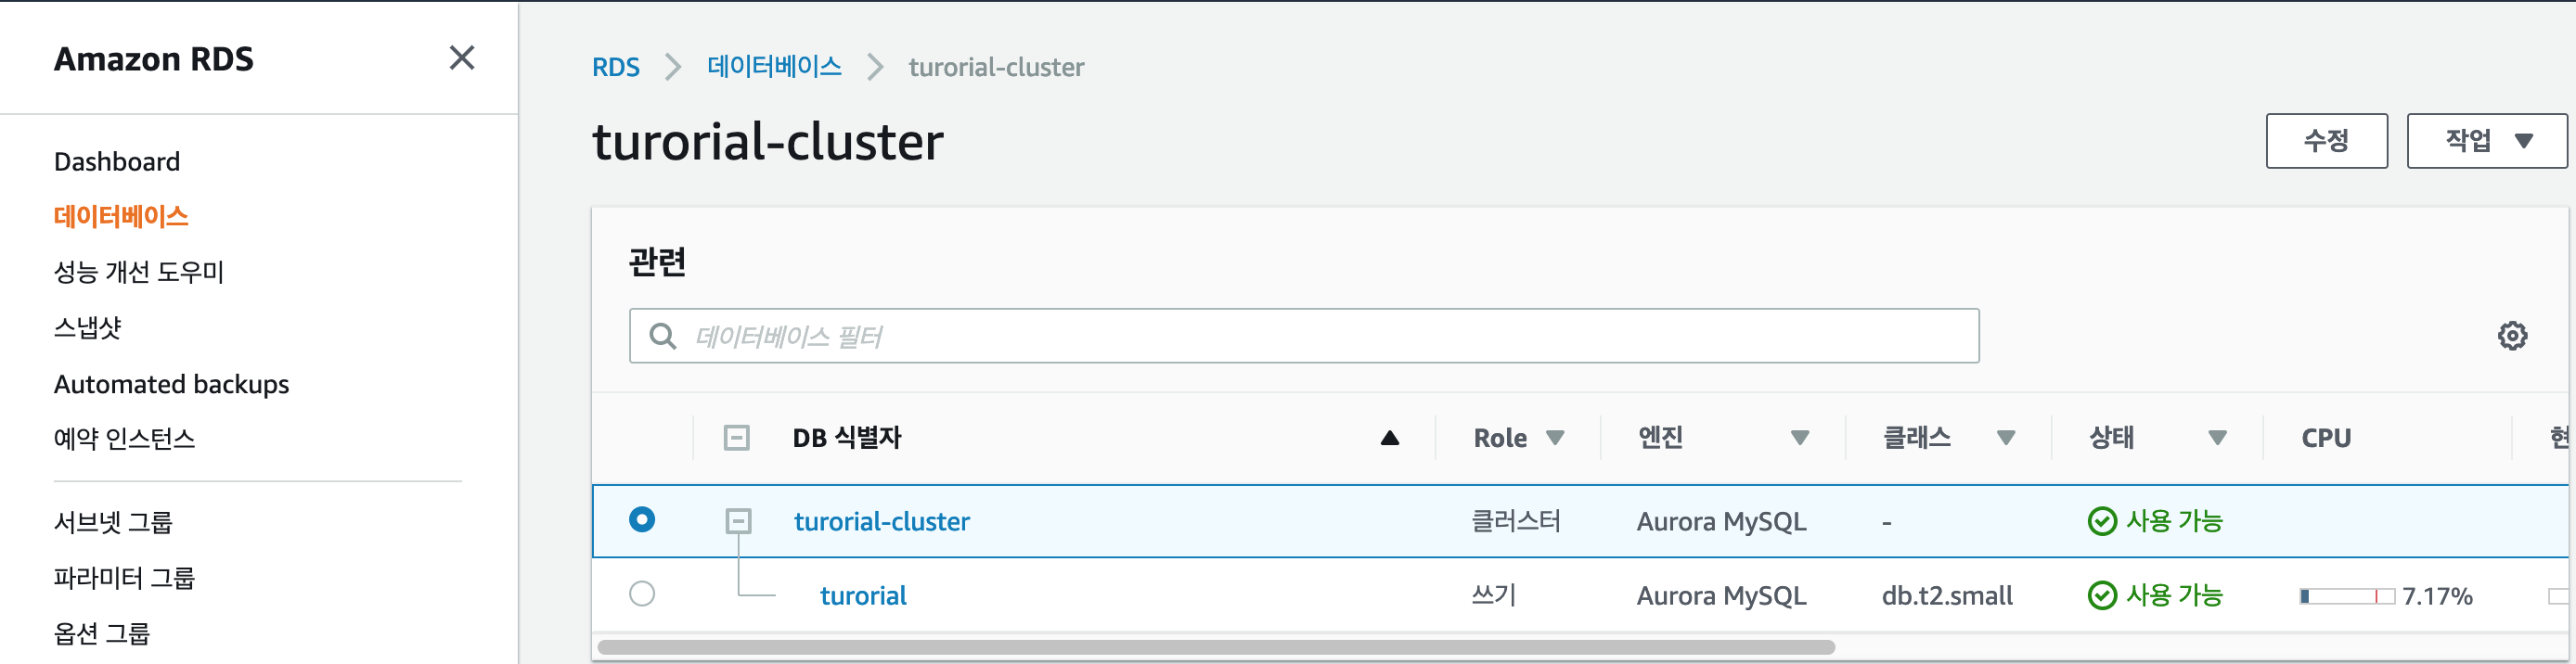 Amazon RDS
Dashboard
데이터베이스
성능 개선 도우미
스냅샷
Automated backups
예약 인스턴스
서브넷 그룹
파라미터 그룹
옵션 그룹
RDS > 데이터베이스 > turorial-cluster
turorial-cluster
수정 작업
관련
데이터베이스 필터
DB 식별자 Role 엔진 클래스 상태 CPU
turorial-cluster 클러스터 Aurora MySQL - 사용 가능
turorial 쓰기 Aurora MySQL db.t2.small 사용 가능 7.17%